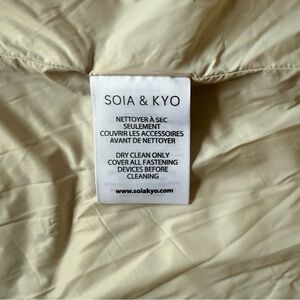 SOIA & KYO
NETTOYER À SEC
SEULEMENT
COUVRIR LES ACCESSOIRES
AVANT DE NETTOYER
DRY CLEAN ONLY
COVER ALL FASTENING
DEVICES BEFORE
CLEANING
www.soiakyo.com